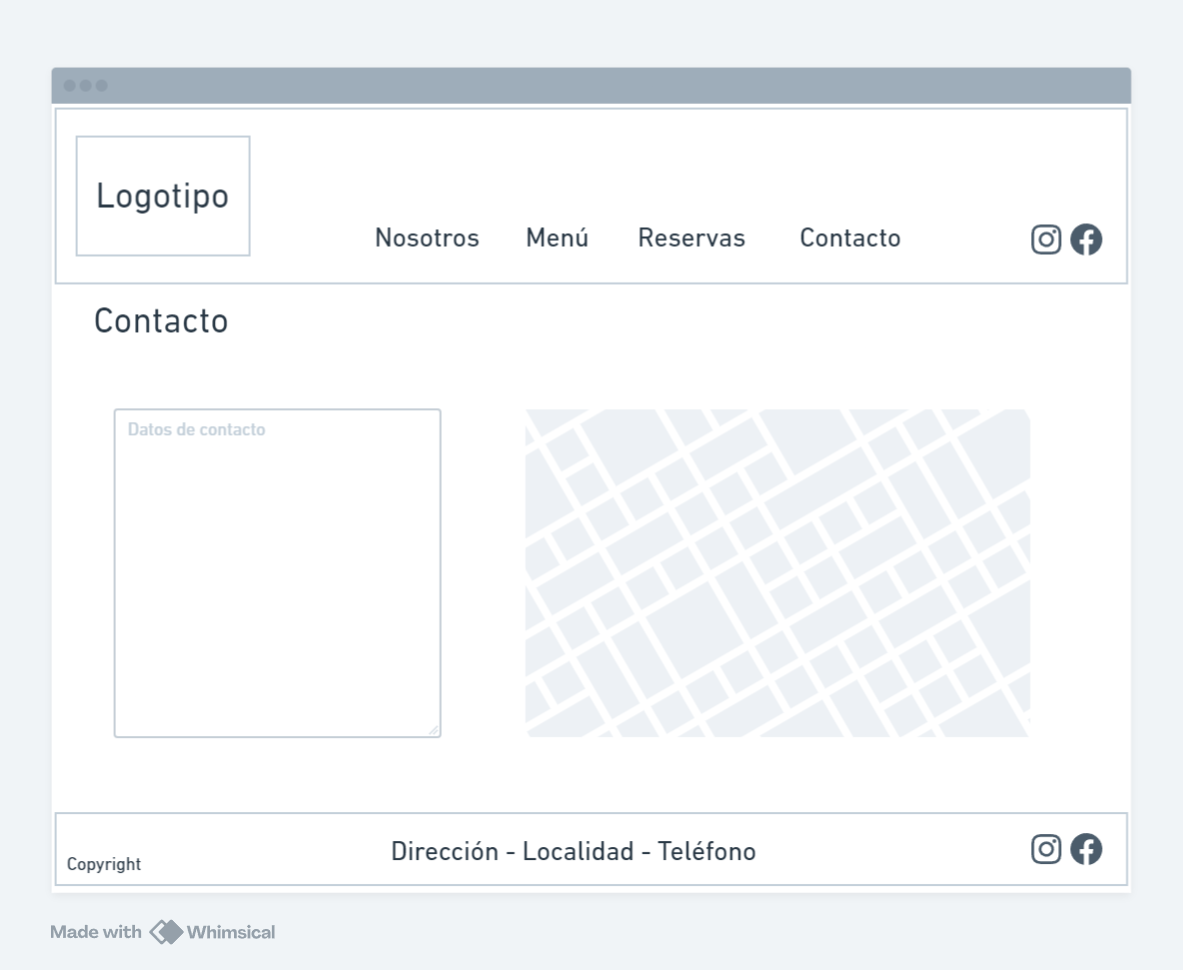 Logotipo
Nosotros Menú Reservas Contacto
Contacto
Datos de contacto
Copyright
Dirección - Localidad - Teléfono
Made with Whimsical